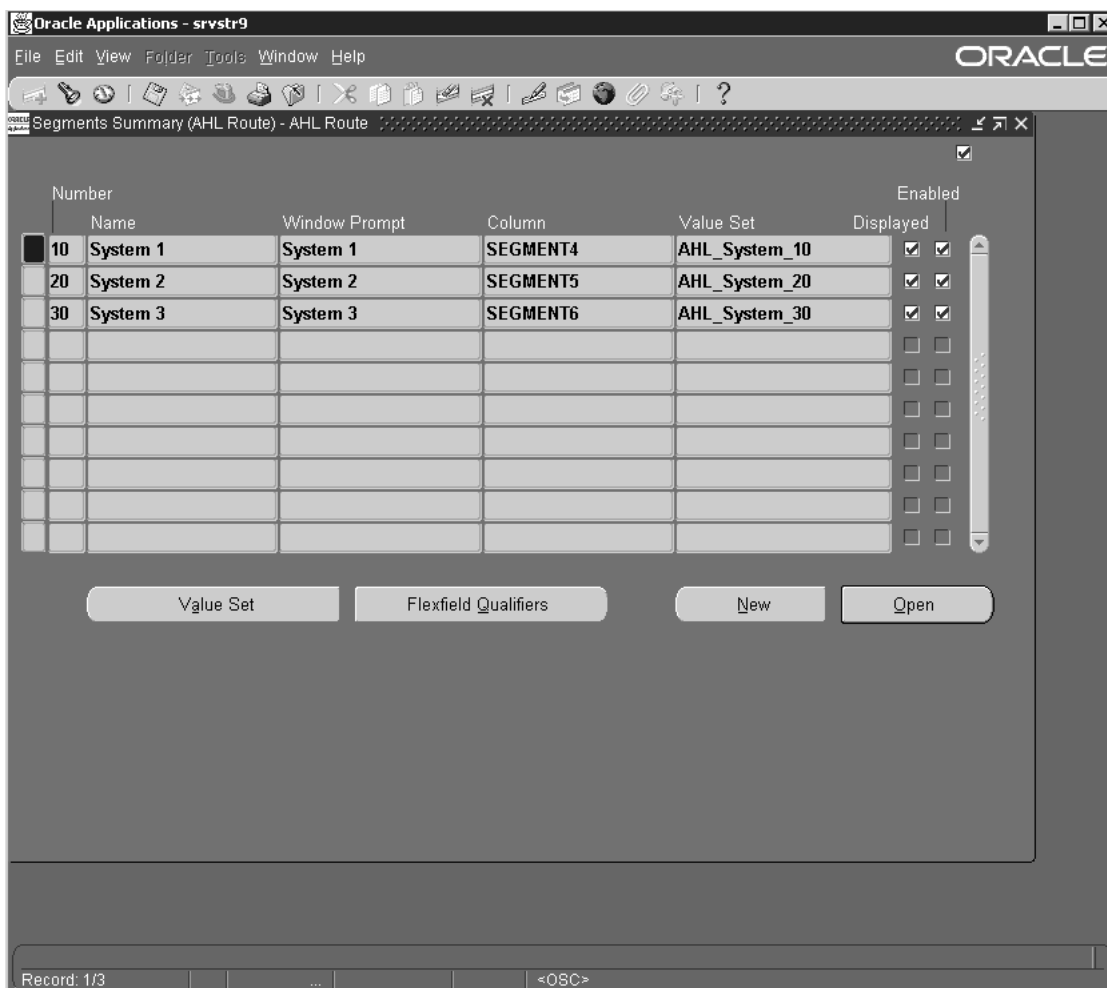 Oracle Applications - srvstr9
File Edit View Folder Tools Window Help
ORACLE
?
Segments Summary (AHL Route) - AHL Route
Number Enabled
Name Window Prompt Column Value Set Displayed
10 System 1 System 1 SEGMENT4 AHL_System_10
20 System 2 System 2 SEGMENT5 AHL_System_20
30 System 3 System 3 SEGMENT6 AHL_System_30
Value Set Flexfield Qualifiers New Open
Record: 1/3 ... <OSC>